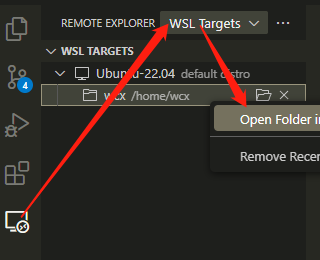 REMOTE EXPLORER WSL Targets
WSL TARGETS
Ubuntu-22.04 default distro
4
wcx /home/wcx
Open Folder in
Remove Recen